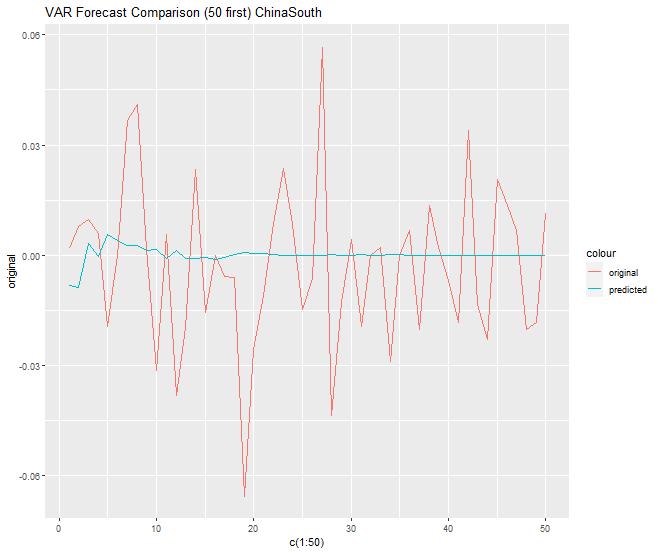 VAR Forecast Comparison (50 first) ChinaSouth
0.06
0.03
0.00
-0.03
-0.06
original
0
10
20
30
40
50
c(1:50)
colour
original
predicted